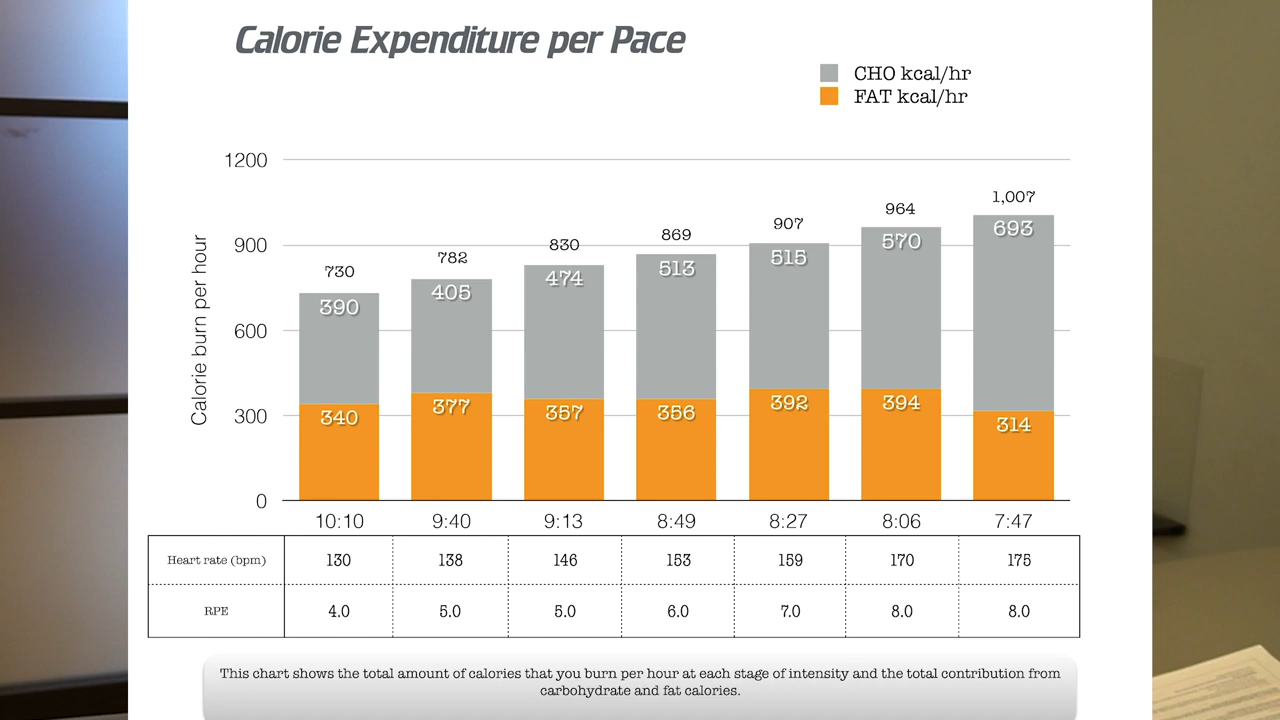 Calorie Expenditure per Pace
CHO kcal/hr
FAT kcal/hr
Calorie burn per hour
1200
900
600
300
0
730
782
830
869
907
964
1,007
390
405
474
513
515
570
693
340
377
357
356
392
394
314
10:10 9:40 9:13 8:49 8:27 8:06 7:47
Heart rate (bpm) 130 138 146 153 159 170 175
RPE 4.0 5.0 5.0 6.0 7.0 8.0 8.0
This chart shows the total amount of calories that you burn per hour at each stage of intensity and the total contribution from
carbohydrate and fat calories.